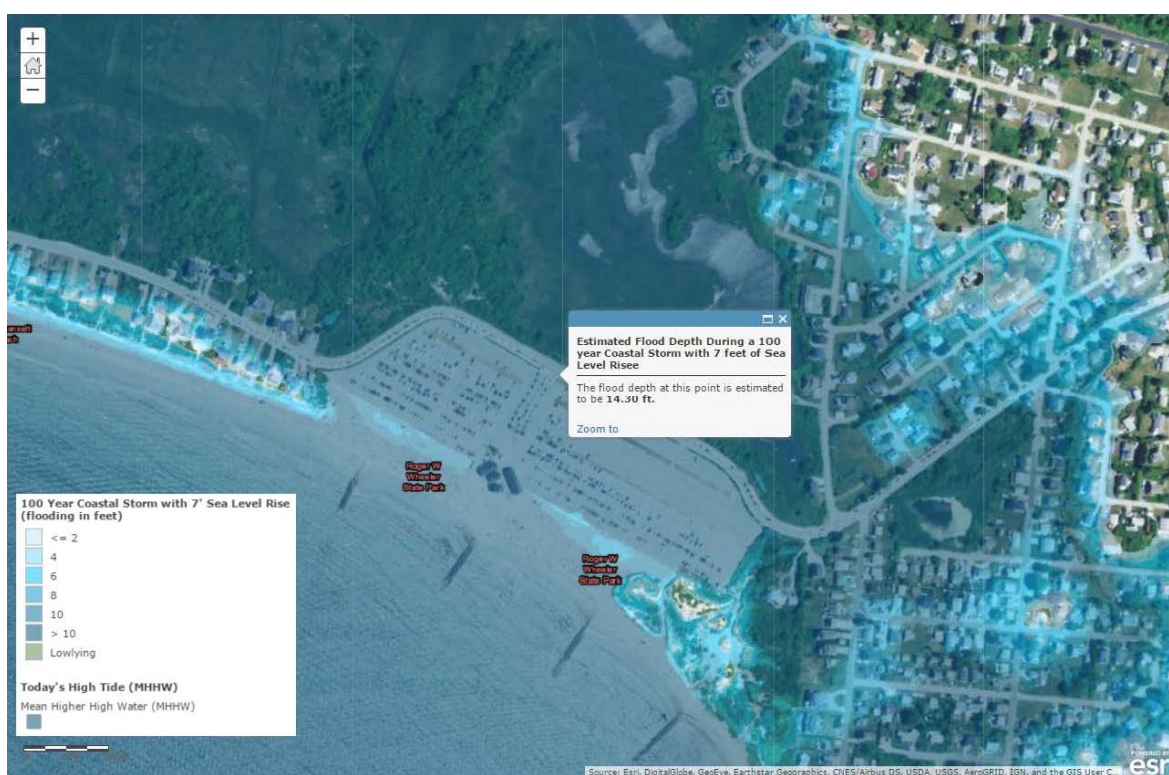 +
−
Estimated Flood Depth During a 100
year Coastal Storm with 7 feet of Sea
Level Risee
The flood depth at this point is estimated
to be 14.30 ft.
Zoom to
Roger W
Wheeler
State Park
Roger W
Wheeler
State Park
100 Year Coastal Storm with 7' Sea Level Rise
(flooding in feet)
<= 2
4
6
8
10
> 10
Lowlying
Today's High Tide (MHHW)
Mean Higher High Water (MHHW)
POWERED BY
esri
Source: Esri, DigitalGlobe, GeoEye, Earthstar Geographics, CNES/Airbus DS, USDA, USGS, AeroGRID, IGN, and the GIS User C...